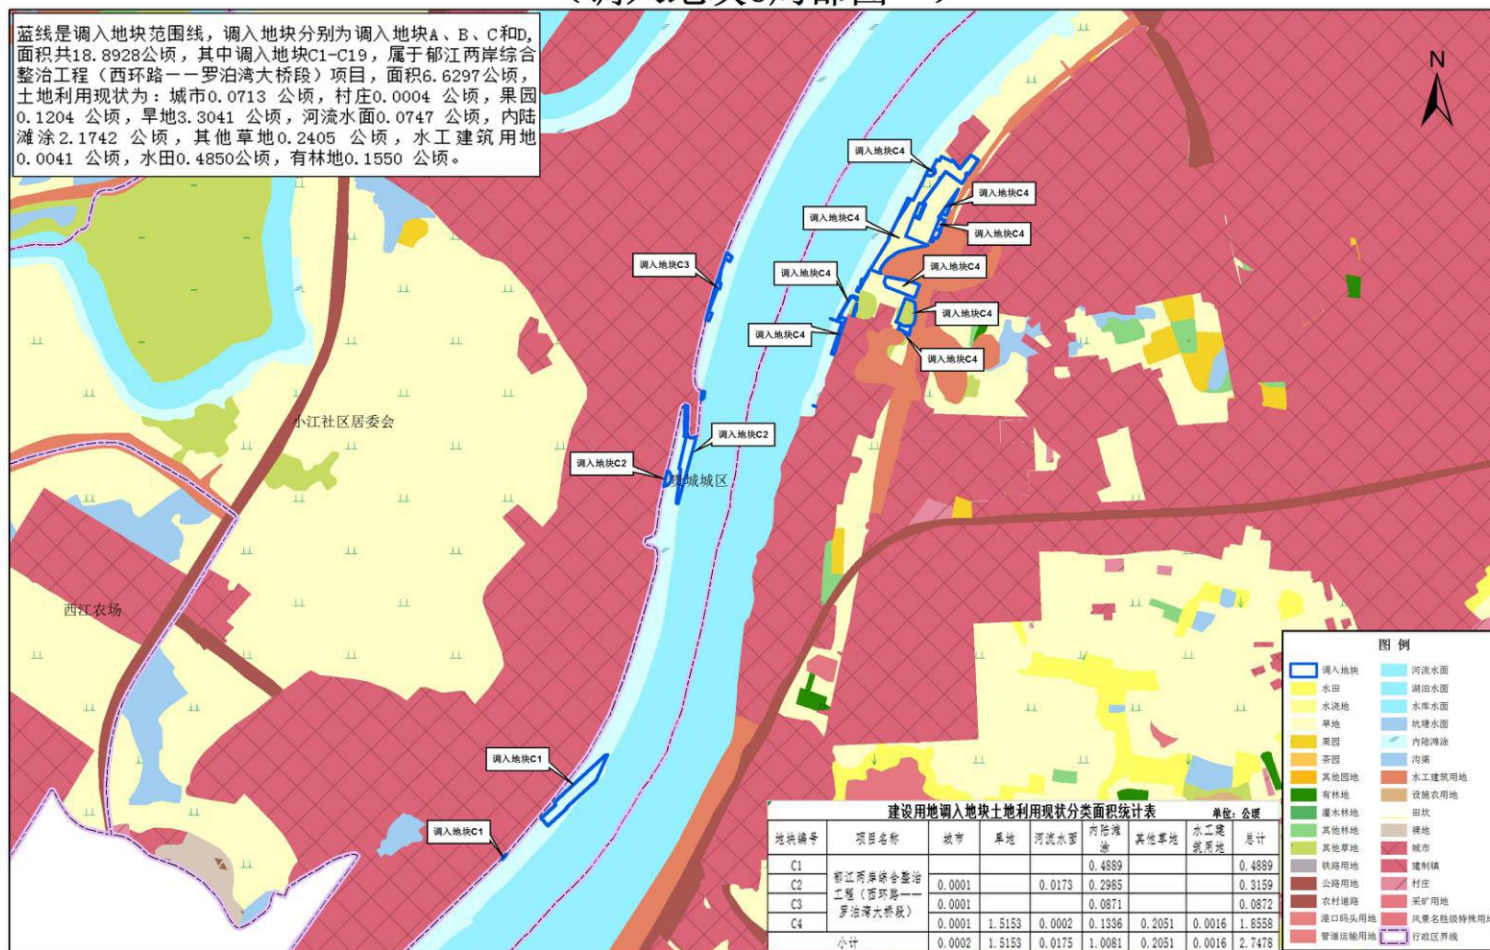 蓝线是调入地块范围线，调入地块分别为调入地块A、B、C和D,
面积共18.8928公顷，其中调入地块C1-C19，属于郁江两岸综合
整治工程（西环路一一罗泊湾大桥段）项目，面积6.6297公顷，
土地利用现状为：城市0.0713 公顷，村庄0.0004 公顷，果园
0.1204 公顷，旱地3.3041 公顷，河流水面0.0747 公顷，内陆
滩涂2.1742 公顷，其他草地0.2405 公顷，水工建筑用地
0.0041 公顷，水田0.4850公顷，有林地0.1550 公顷。
N
调入地块C4
调入地块C4
调入地块C4
调入地块C4
调入地块C3
调入地块C4
调入地块C4
调入地块C4
调入地块C4
调入地块C4
小江社区居委会
调入地块C2
调入地块C2
城城区
西江农场
调入地块C1
调入地块C1
图 例
调入地块 河流水面
水田 湖泊水面
水浇地 水库水面
旱地 坑塘水面
果园 内陆滩涂
茶园 沟渠
其他园地 水工建筑用地
有林地 设施农用地
灌木林地 田坎
其他林地 裸地
其他草地 城市
铁路用地 建制镇
公路用地 村庄
农村道路 采矿用地
港口码头用地 风景名胜级特殊用地
管道运输用地 行政区界线
建设用地调入地块土地利用现状分类面积统计表 单位：公顷
地块编号 项目名称 城市 旱地 河流水面 内陆滩涂 其他草地 水工建筑用地 总计
C1 郁江两岸综合整治工程（西环路一一罗泊湾大桥段） 0.4889 0.4889
C2 0.0001 0.0173 0.2985 0.3159
C3 0.0001 0.0871 0.0872
C4 0.0001 1.5153 0.0002 0.1336 0.2051 0.0016 1.8558
小计 0.0002 1.5153 0.0175 1.0081 0.2051 0.0016 2.7478